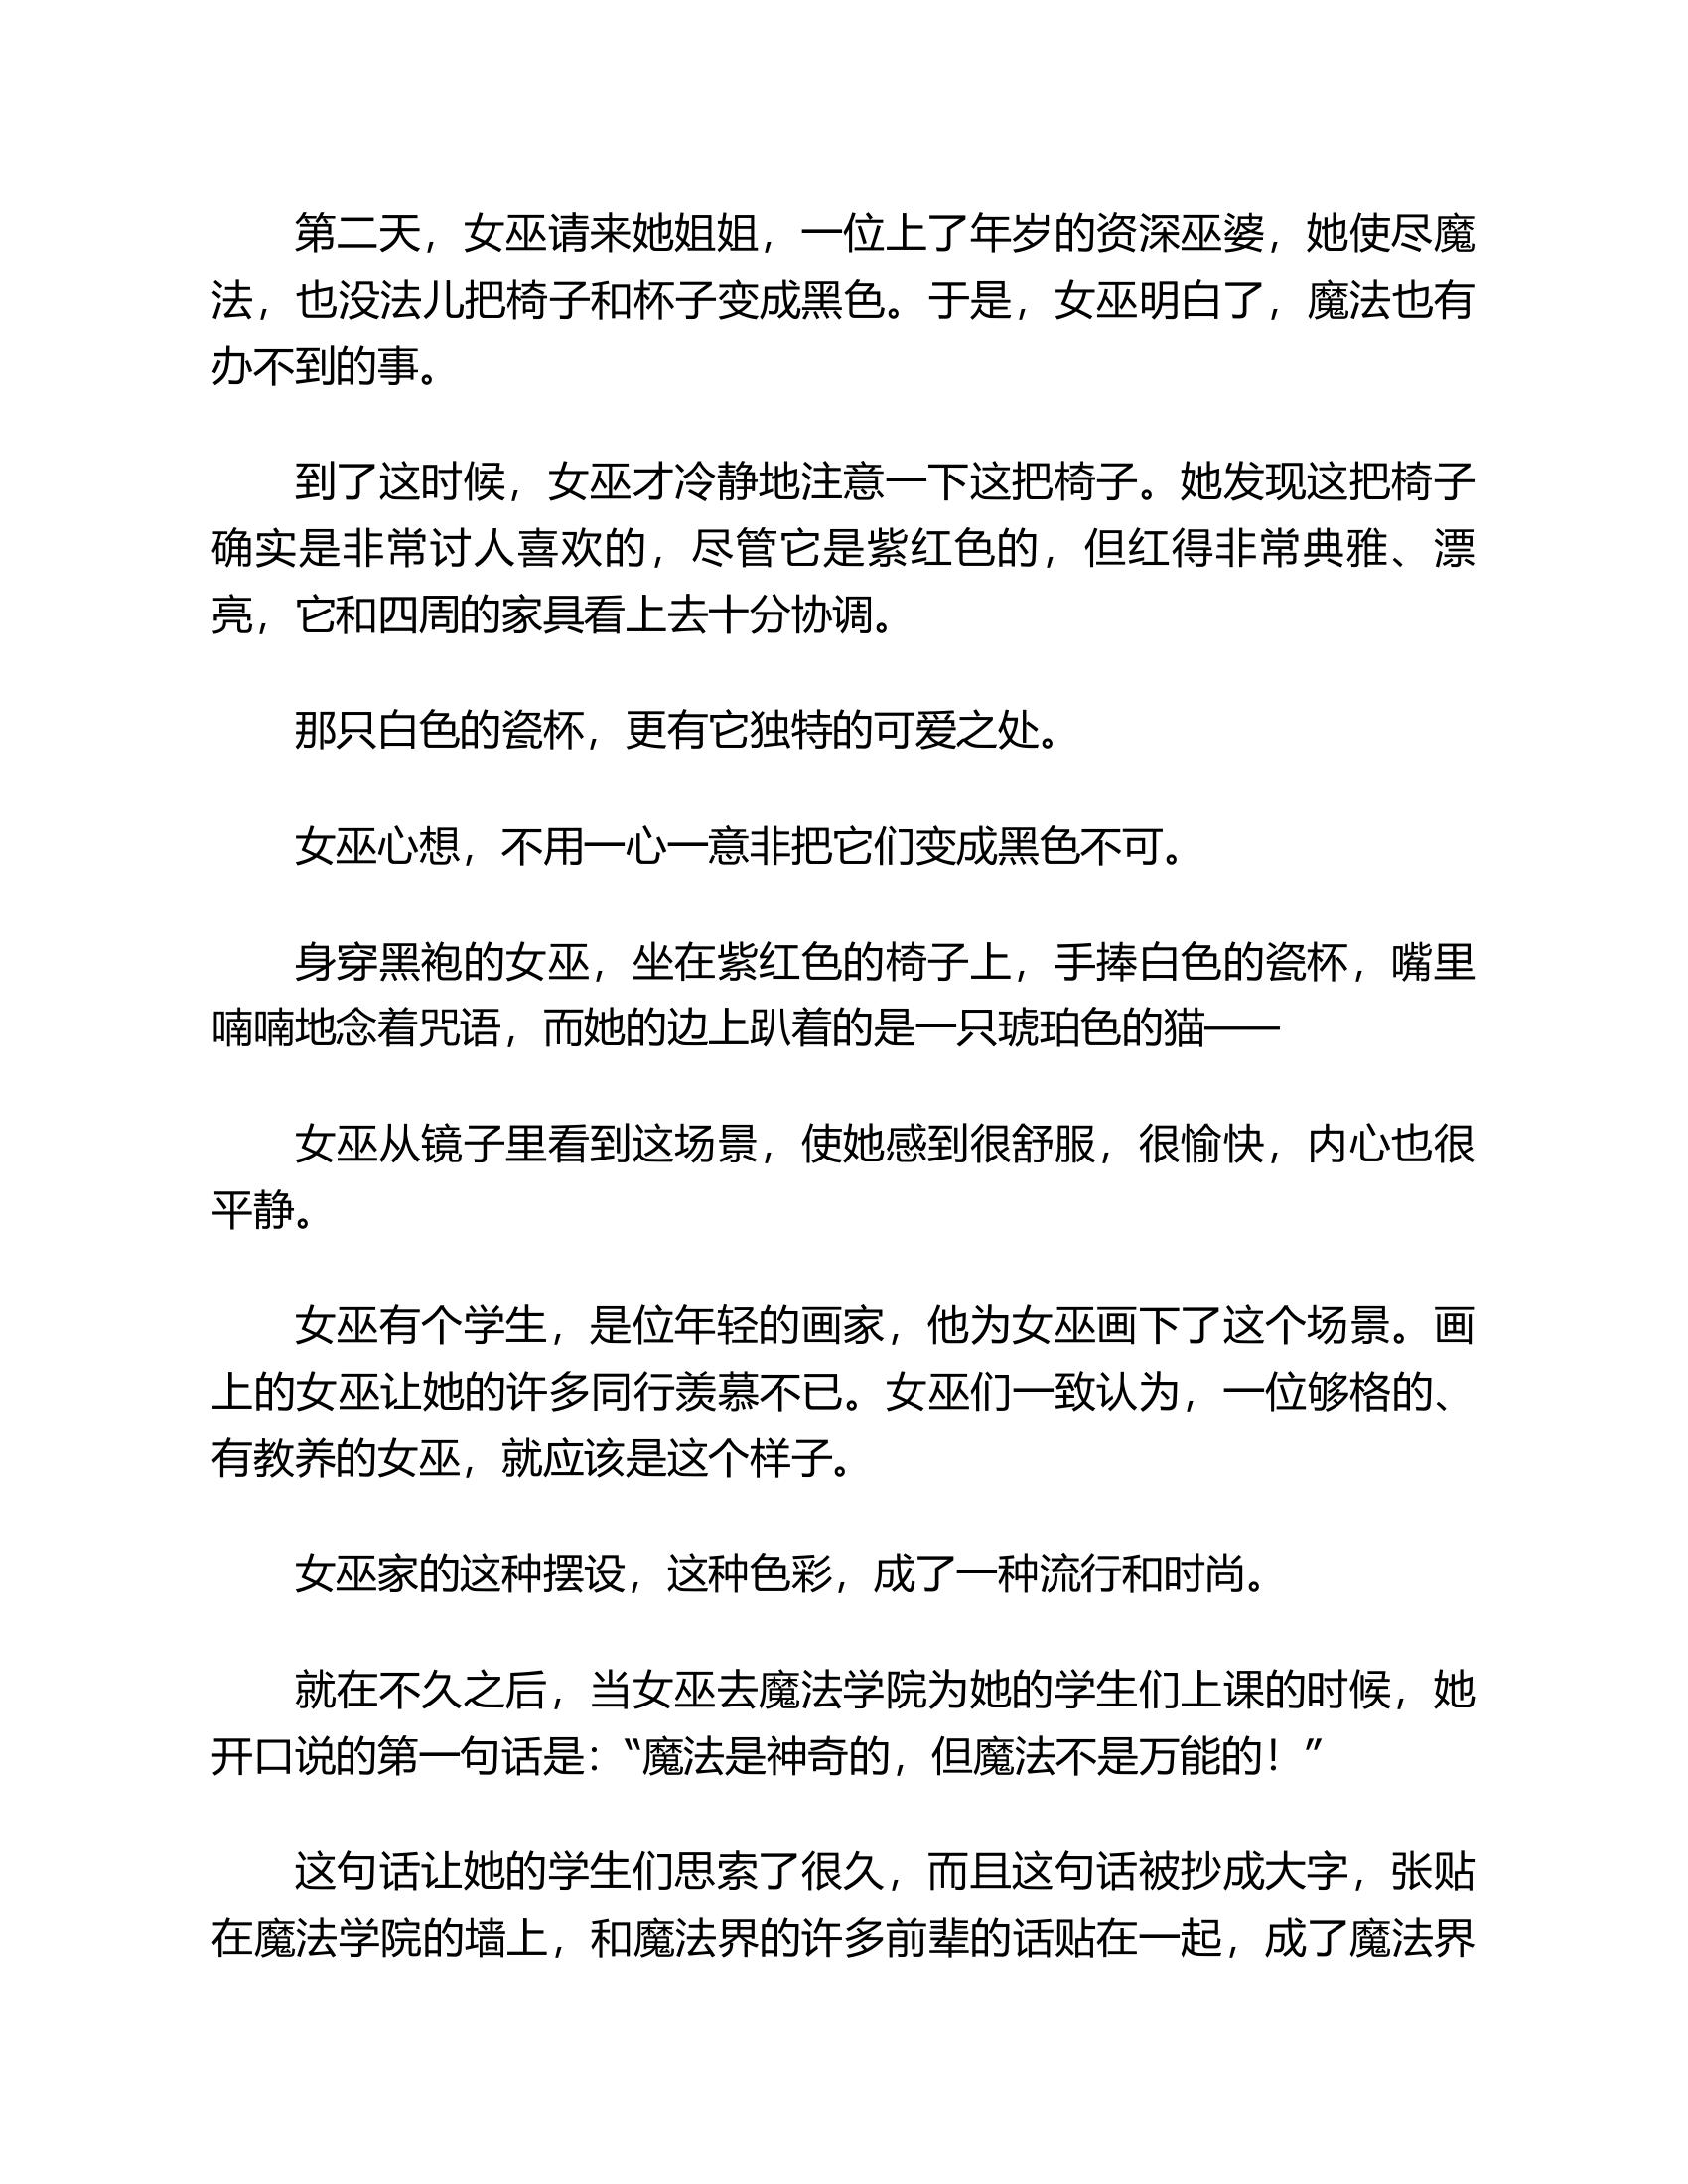 第二天，女巫请来她姐姐，一位上了年岁的资深巫婆，她使尽魔
法，也没法儿把椅子和杯子变成黑色。于是，女巫明白了，魔法也有
办不到的事。
到了这时候，女巫才冷静地注意一下这把椅子。她发现这把椅子
确实是非常讨人喜欢的，尽管它是紫红色的，但红得非常典雅、漂
亮，它和四周的家具看上去十分协调。
那只白色的瓷杯，更有它独特的可爱之处。
女巫心想，不用一心一意非把它们变成黑色不可。
身穿黑袍的女巫，坐在紫红色的椅子上，手捧白色的瓷杯，嘴里
喃喃地念着咒语，而她的边上趴着的是一只琥珀色的猫——
女巫从镜子里看到这场景，使她感到很舒服，很愉快，内心也很
平静。
女巫有个学生，是位年轻的画家，他为女巫画下了这个场景。画
上的女巫让她的许多同行羡慕不已。女巫们一致认为，一位够格的、
有教养的女巫，就应该是这个样子。
女巫家的这种摆设，这种色彩，成了一种流行和时尚。
就在不久之后，当女巫去魔法学院为她的学生们上课的时候，她
开口说的第一句话是：“魔法是神奇的，但魔法不是万能的！”
这句话让她的学生们思索了很久，而且这句话被抄成大字，张贴
在魔法学院的墙上，和魔法界的许多前辈的话贴在一起，成了魔法界